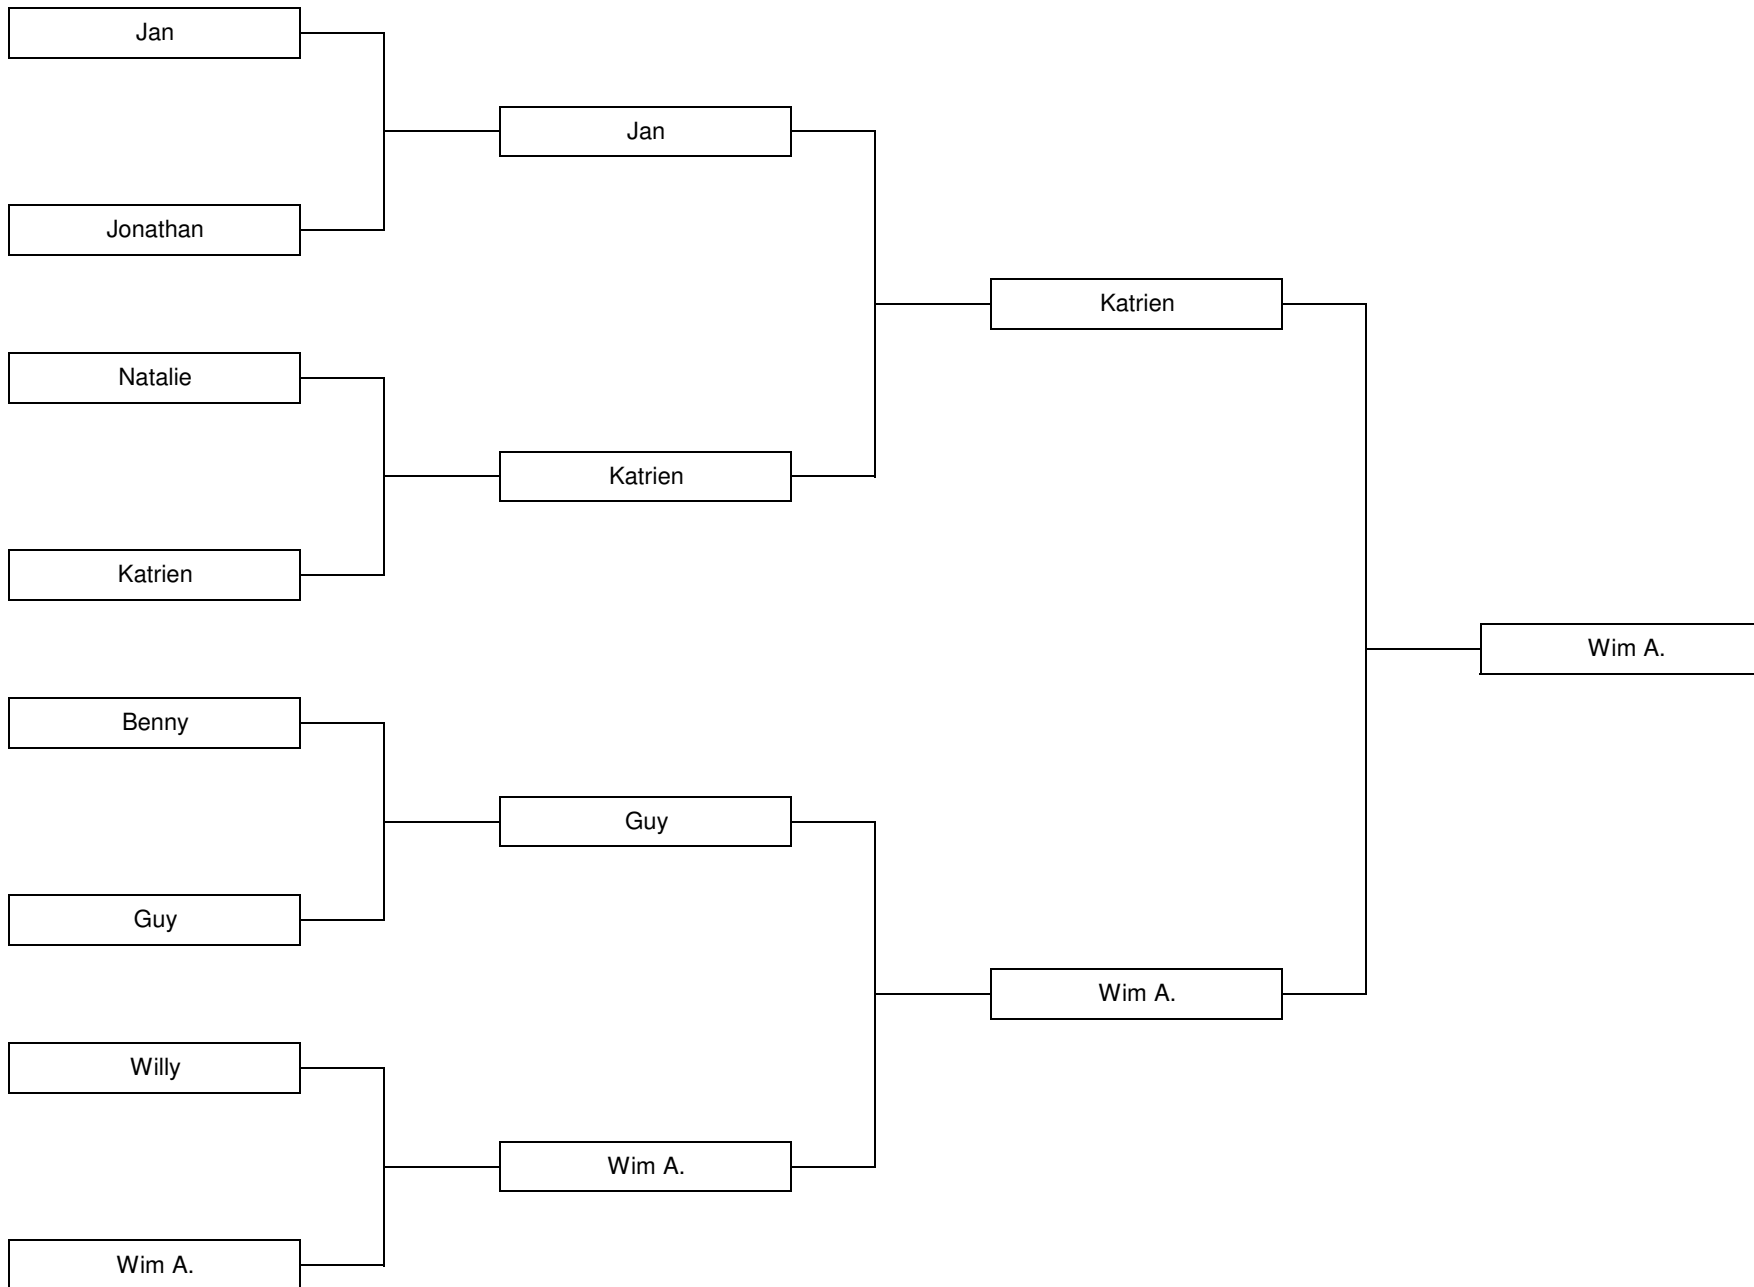 Jan
Jan
Jonathan
Katrien
Natalie
Katrien
Katrien
Wim A.
Benny
Guy
Guy
Wim A.
Willy
Wim A.
Wim A.